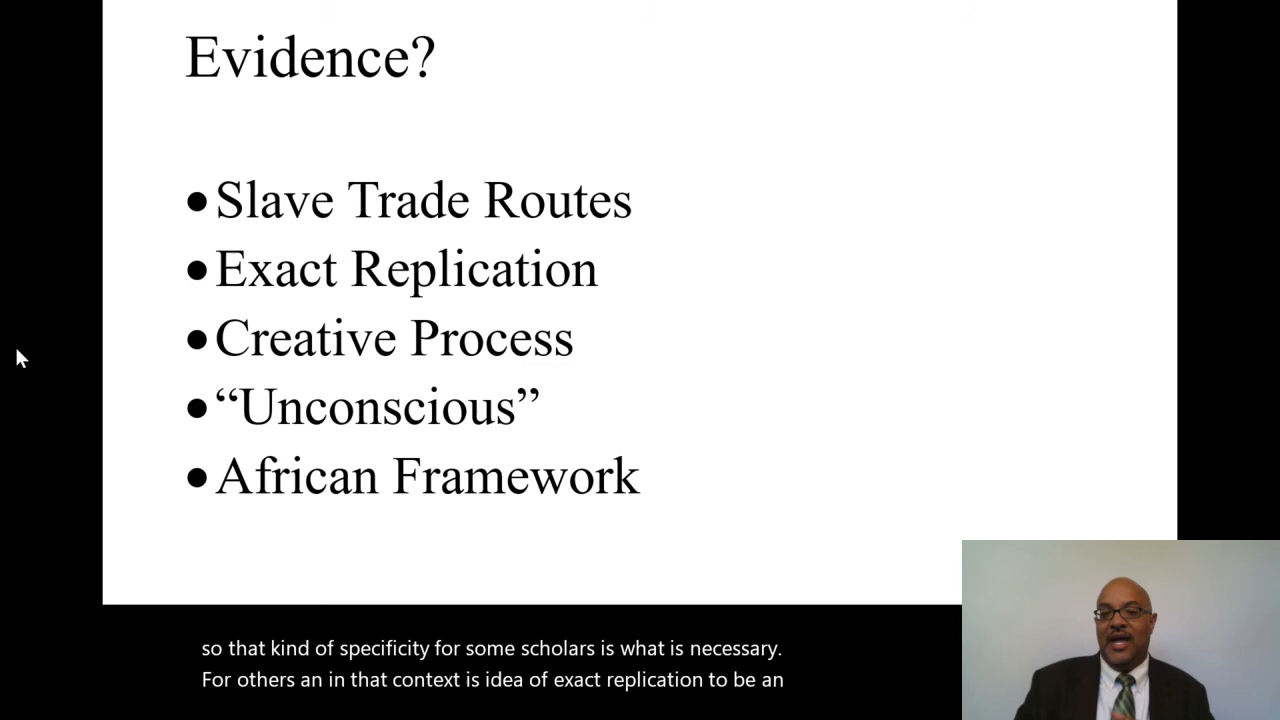 Evidence?
•Slave Trade Routes
•Exact Replication
•Creative Process
•“Unconscious”
•African Framework
so that kind of specificity for some scholars is what is necessary.
For others an in that context is idea of exact replication to be an